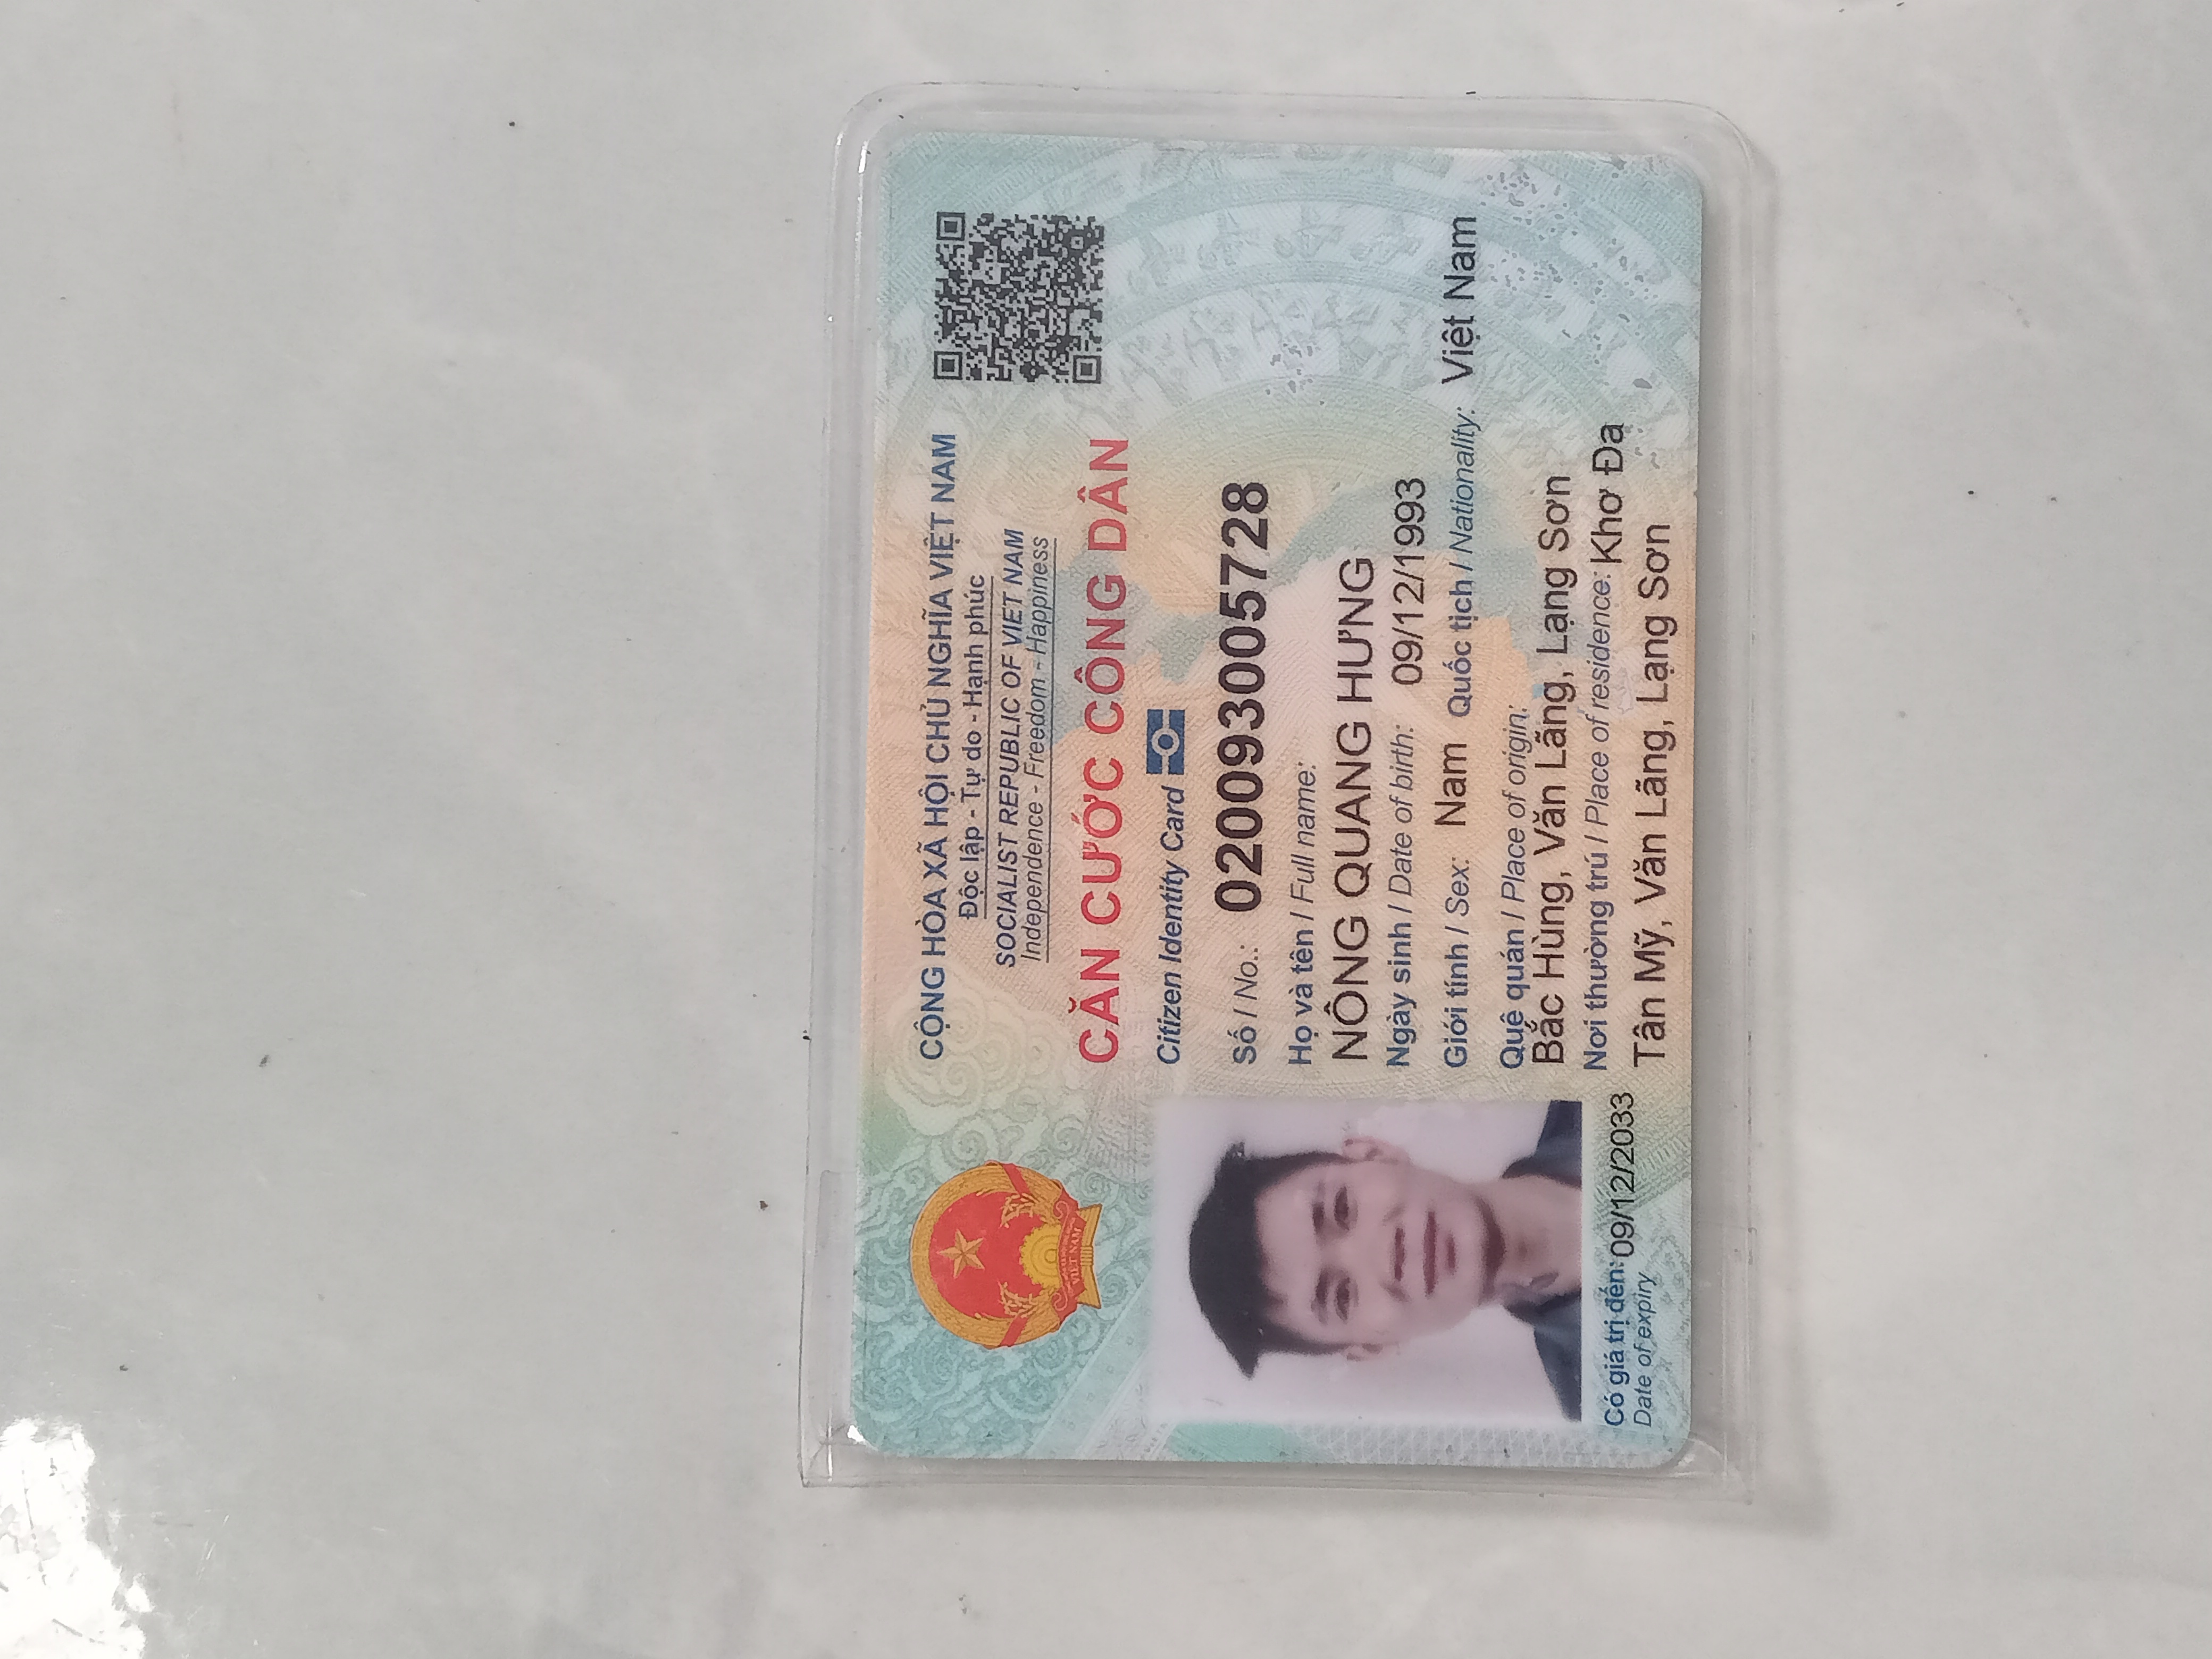 CỘNG HÒA XÃ HỘI CHỦ NGHĨA VIỆT NAM
Độc lập - Tự do - Hạnh phúc
SOCIALIST REPUBLIC OF VIET NAM
Independence - Freedom - Happiness
CĂN CƯỚC CÔNG DÂN
Citizen Identity Card
Số / No.: 020093005728
Họ và tên / Full name:
NÔNG QUANG HƯNG
Ngày sinh / Date of birth: 09/12/1993
Giới tính / Sex: Nam Quốc tịch / Nationality: Việt Nam
Quê quán / Place of origin:
Bắc Hùng, Văn Lãng, Lạng Sơn
Nơi thường trú / Place of residence: Khơ Đa
Tân Mỹ, Văn Lãng, Lạng Sơn
Có giá trị đến: 09/12/2033
Date of expiry
VIỆT NAM